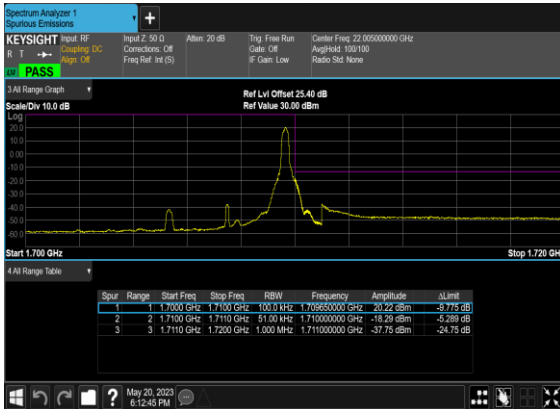 Spectrum Analyzer 1
Spurious Emissions
+
KEYSIGHT Input: RF Input Z: 50 Ω Atten: 20 dB Trig: Free Run Center Freq: 22.005000000 GHz
R T Coupling: DC Corrections: Off Gate: Off Avg|Hold: 100/100
Align: Off Freq Ref: Int (S) IF Gain: Low Radio Std: None
PASS
3 All Range Graph
Ref Lvl Offset 25.40 dB
Scale/Div 10.0 dB Ref Value 30.00 dBm
Log
20.0
10.0
0.00
-10.0
-20.0
-30.0
-40.0
-50.0
-60.0
Start 1.700 GHz Stop 1.720 GH
4 All Range Table
Spur Range Start Freq Stop Freq RBW Frequency Amplitude ΔLimit
1 1 1.7000 GHz 1.7100 GHz 100.0 kHz 1.709650000 GHz 20.22 dBm -9.775 dB
2 2 1.7100 GHz 1.7110 GHz 51.00 kHz 1.710000000 GHz -18.29 dBm -5.289 dB
3 3 1.7110 GHz 1.7200 GHz 1.000 MHz 1.711000000 GHz -37.75 dBm -24.75 dB
? May 20, 2023
6:12:45 PM